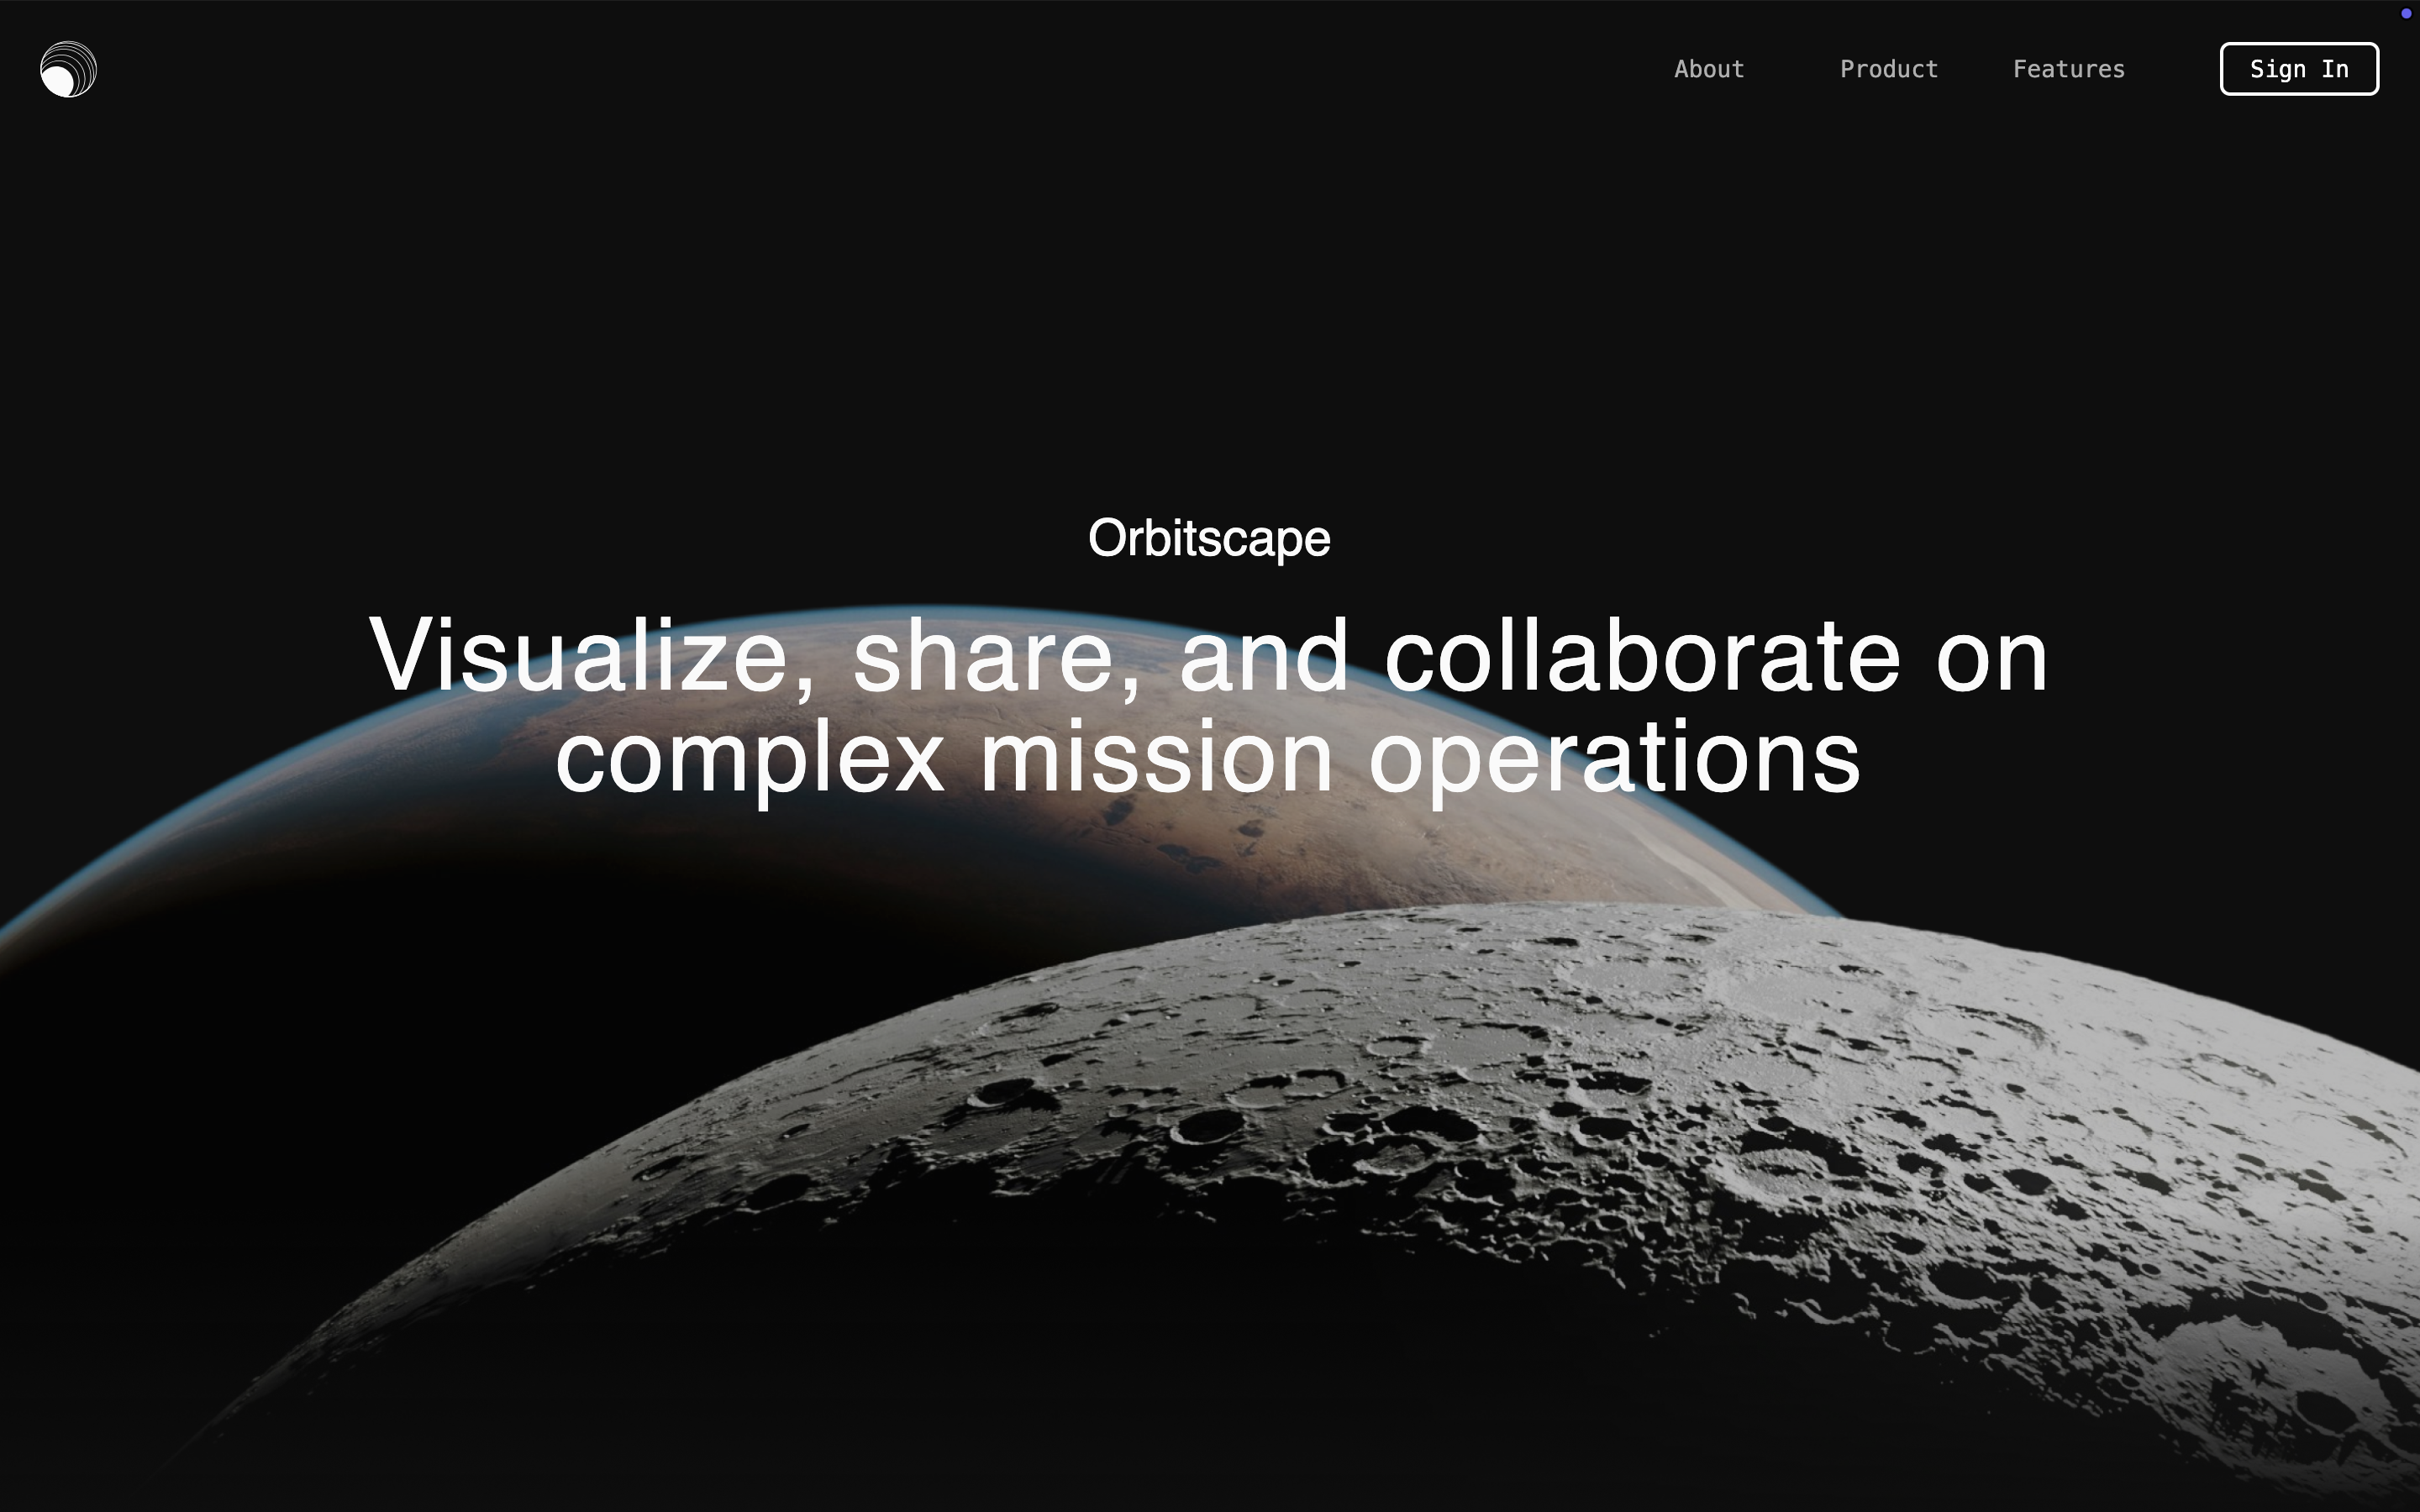 About Product Features Sign In
Orbitscape
Visualize, share, and collaborate on
complex mission operations